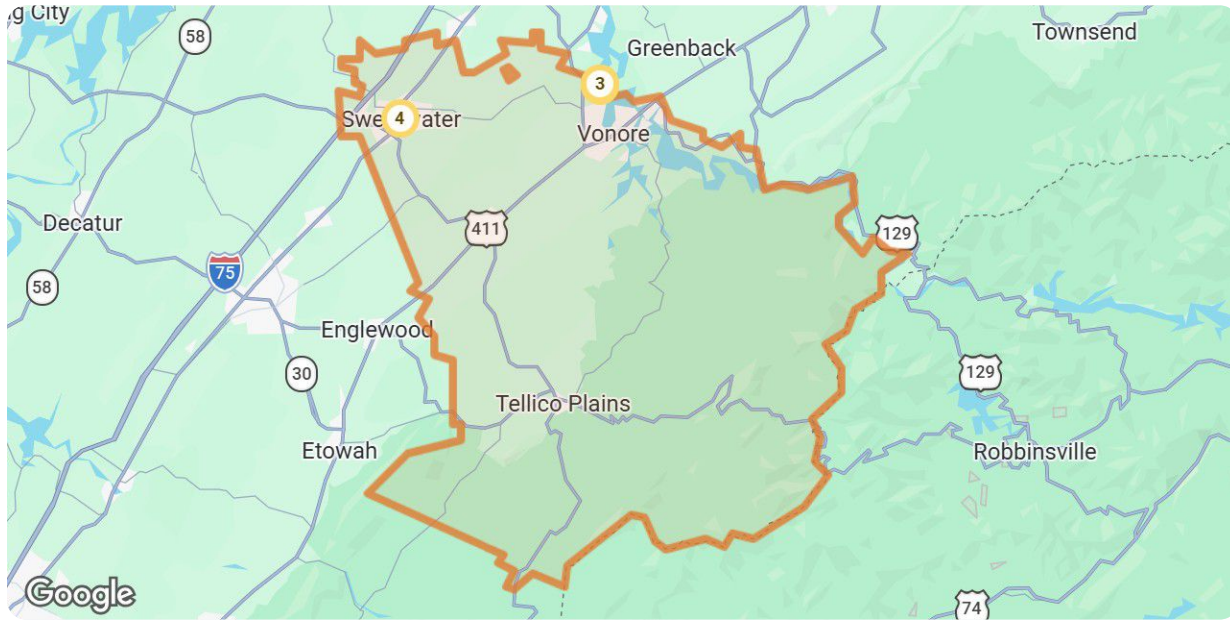 g City
58
Greenback
Townsend
3
4
Sweetwater
Vonore
Decatur
411
129
75
58
Englewood
30
129
Tellico Plains
Etowah
Robbinsville
Google
74